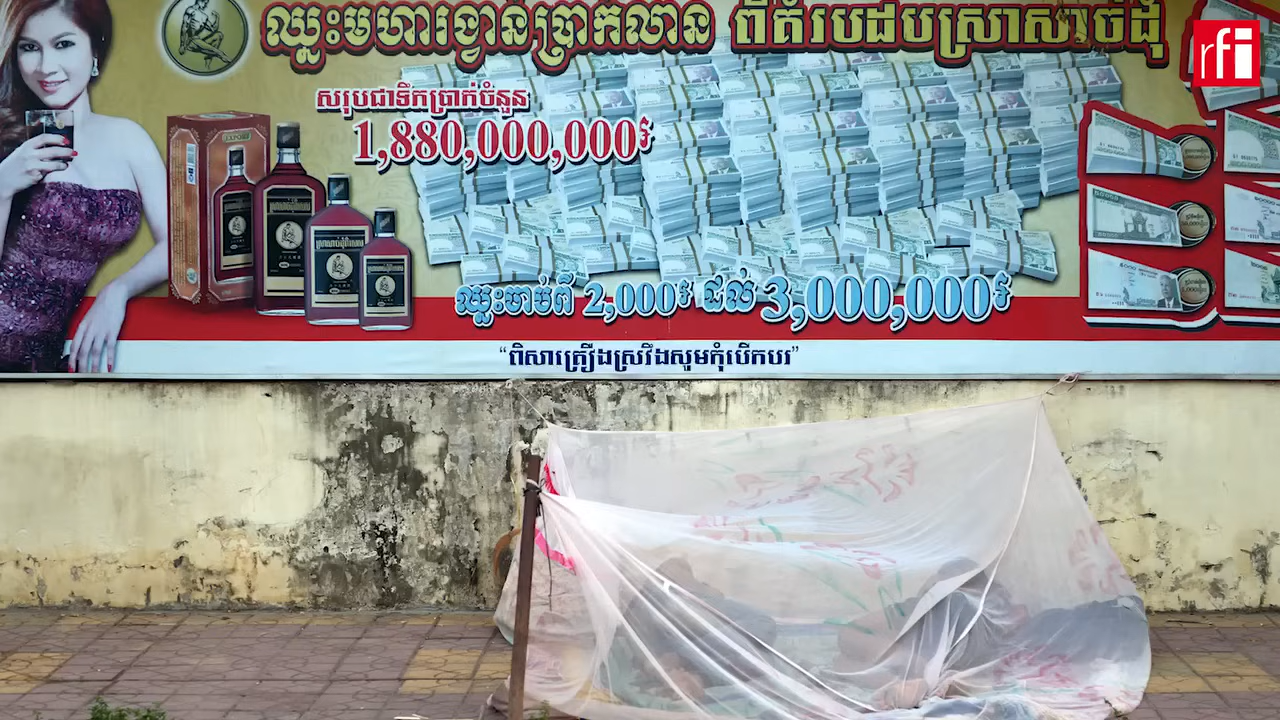 ឈ្នះមហារង្វាន់ប្រាក់លាន ពីគំរបដបស្រាសាច់ដុំ
rfi
សរុបជាទឹកប្រាក់ចំនួន
1,880,000,000៛
ឈ្នះចាប់ពី 2,000៛ ដល់ 3,000,000៛
“ពិសាគ្រឿងស្រវឹងសូមកុំបើកបរ”